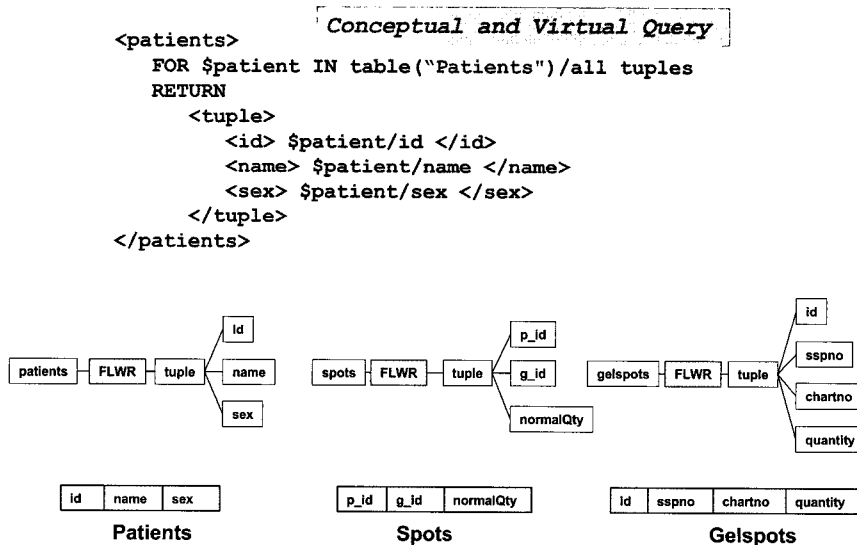 Conceptual and Virtual Query
<patients>
FOR $patient IN table("Patients")/all tuples
RETURN
<tuple>
<id> $patient/id </id>
<name> $patient/name </name>
<sex> $patient/sex </sex>
</tuple>
</patients>
patients FLWR tuple id name sex
spots FLWR tuple p_id g_id normalQty
gelspots FLWR tuple id sspno chartno quantity
id name sex
Patients
p_id g_id normalQty
Spots
id sspno chartno quantity
Gelspots